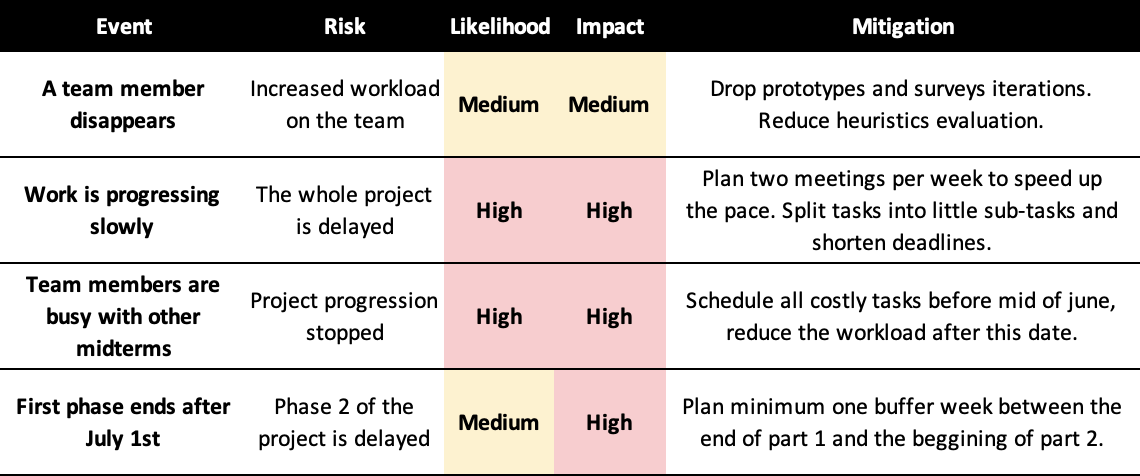 Event Risk Likelihood Impact Mitigation
A team member
disappears
Increased workload
on the team
Medium
Medium
Drop prototypes and surveys iterations.
Reduce heuristics evaluation.
Work is progressing
slowly
The whole project
is delayed
High
High
Plan two meetings per week to speed up
the pace. Split tasks into little sub-tasks and
shorten deadlines.
Team members are
busy with other
midterms
Project progression
stopped
High
High
Schedule all costly tasks before mid of june,
reduce the workload after this date.
First phase ends after
July 1st
Phase 2 of the
project is delayed
Medium
High
Plan minimum one buffer week between the
end of part 1 and the beggining of part 2.